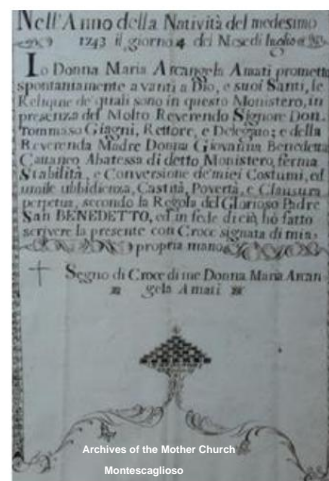 Nell'Anno della Natività del medesimo
1743 il giorno 4 del Mese di Luglio
Io Donna Maria Arcangela Amati prometto
spontaniamente avanti a Dio, e suoi Santi, le
Reliquie de' quali sono in questo Monistero, in
presenza del Molto Reverendo Signore Don.
Tommaso Giagni, Rettore, e Delegato; e della
Reverenda Madre Donna Giovanna Benedetta
Cattaneo Abatessa di detto Monistero, ferma
Stabilità, e Conversione de'miei Costumi, ed
umile ubbidienza, Castità, Povertà, e Clausura
perpetua, secondo la Regola del Glorioso Padre
San BENEDETTO, ed in fede di ciò hò fatto
scrivere la presente con Croce signata di mia
propria mano
Segno di Croce di me Donna Maria Arcan
gela Amati
Archives of the Mother Church
Montescaglioso